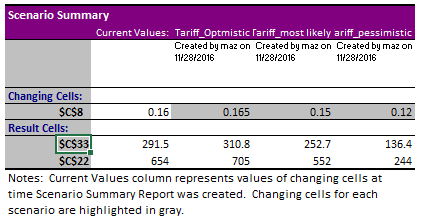 Scenario Summary
Current Values: Tariff_Optmistic Tariff_most likely ariff_pessimistic
Created by maz on Created by maz on Created by maz on
11/28/2016 11/28/2016 11/28/2016
Changing Cells:
$C$8 0.16 0.165 0.15 0.12
Result Cells:
$C$33 291.5 310.8 252.7 136.4
$C$22 654 705 552 244
Notes: Current Values column represents values of changing cells at
time Scenario Summary Report was created. Changing cells for each
scenario are highlighted in gray.